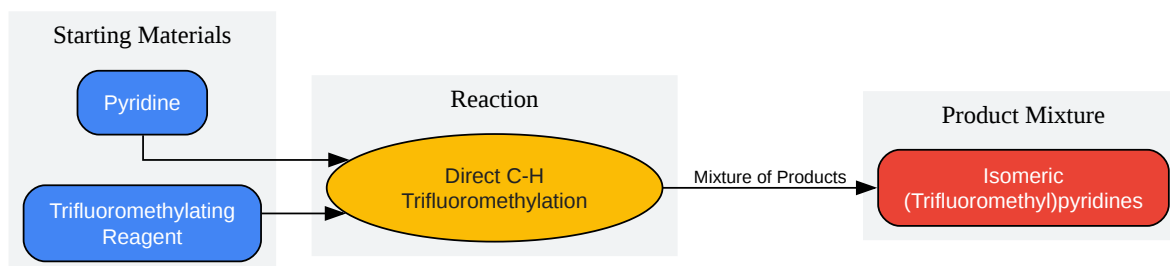 Starting Materials
Pyridine
Trifluoromethylating
Reagent
Reaction
Direct C-H
Trifluoromethylation
Mixture of Products
Product Mixture
Isomeric
(Trifluoromethyl)pyridines